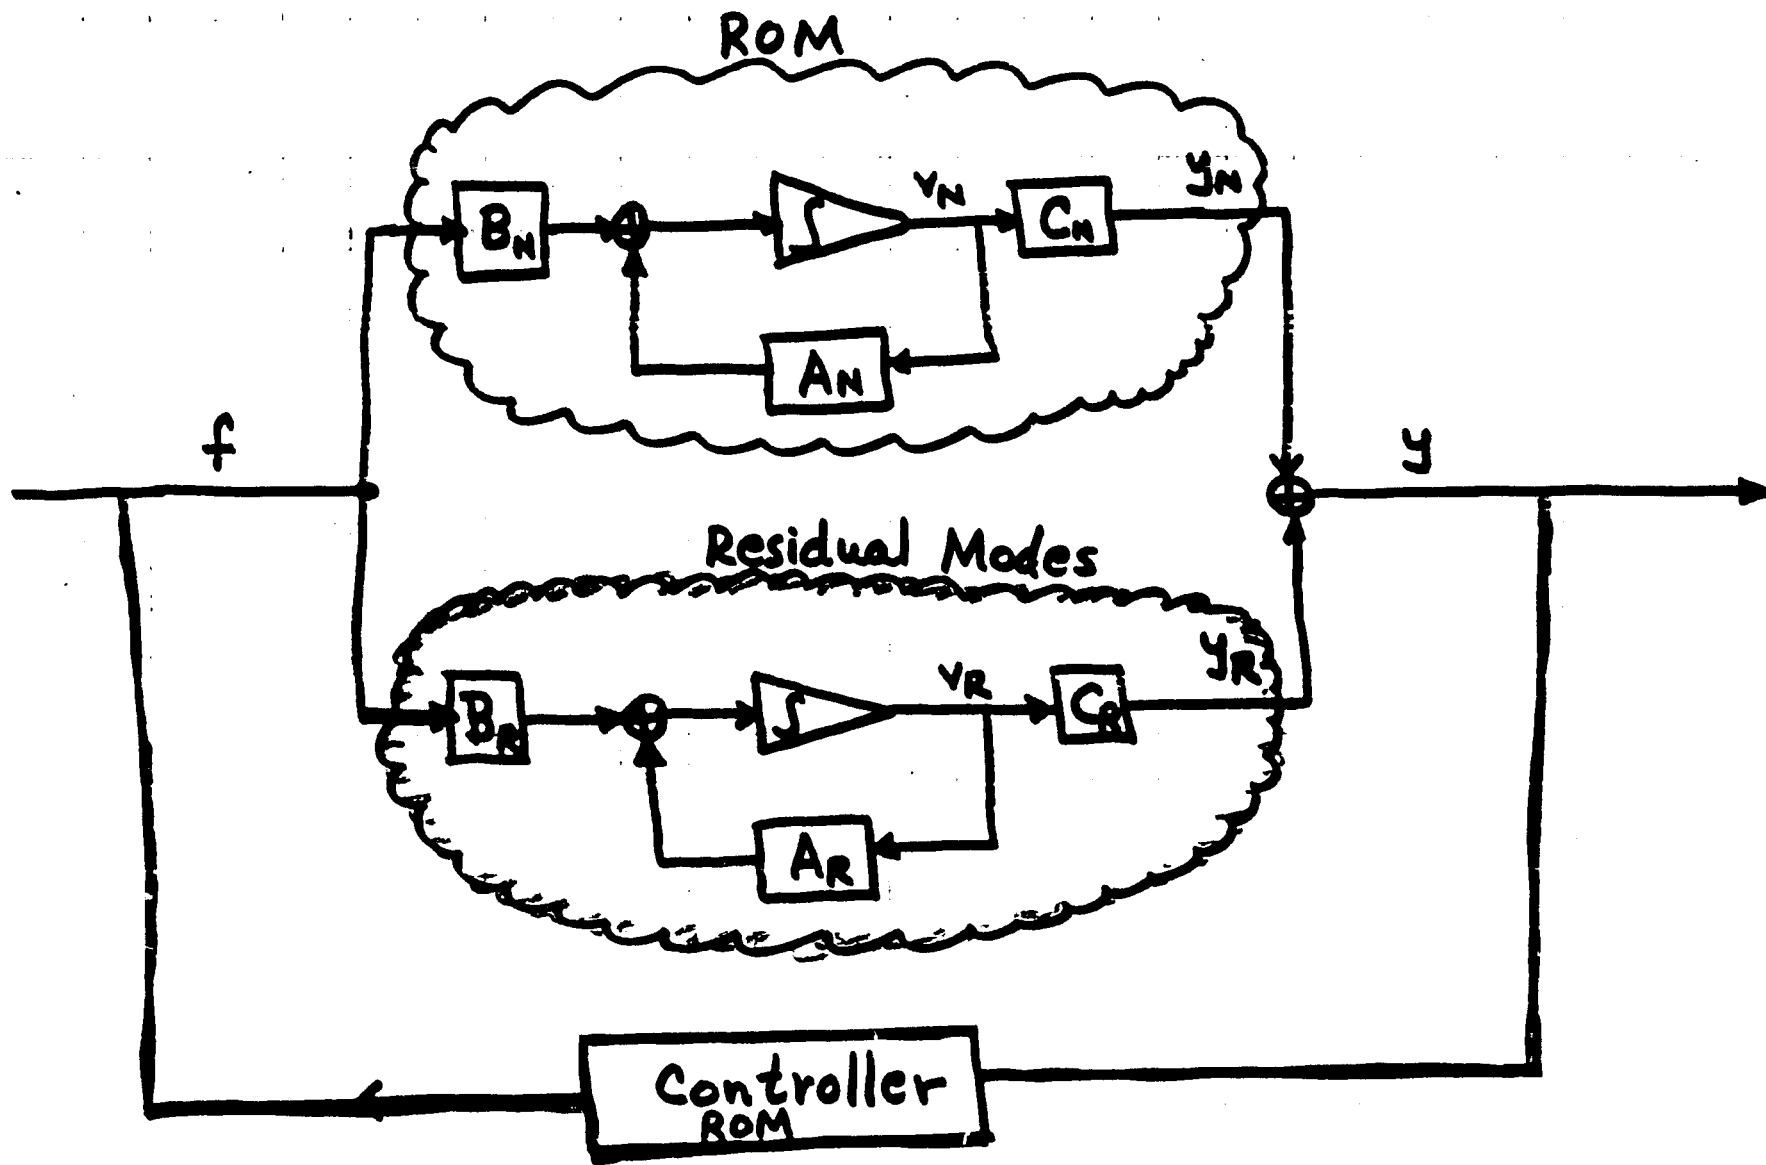 ROM
B_N
∫
v_N
C_N
y_N
A_N
f
y
Residual Modes
B_R
∫
v_R
C_R
y_R
A_R
Controller
ROM